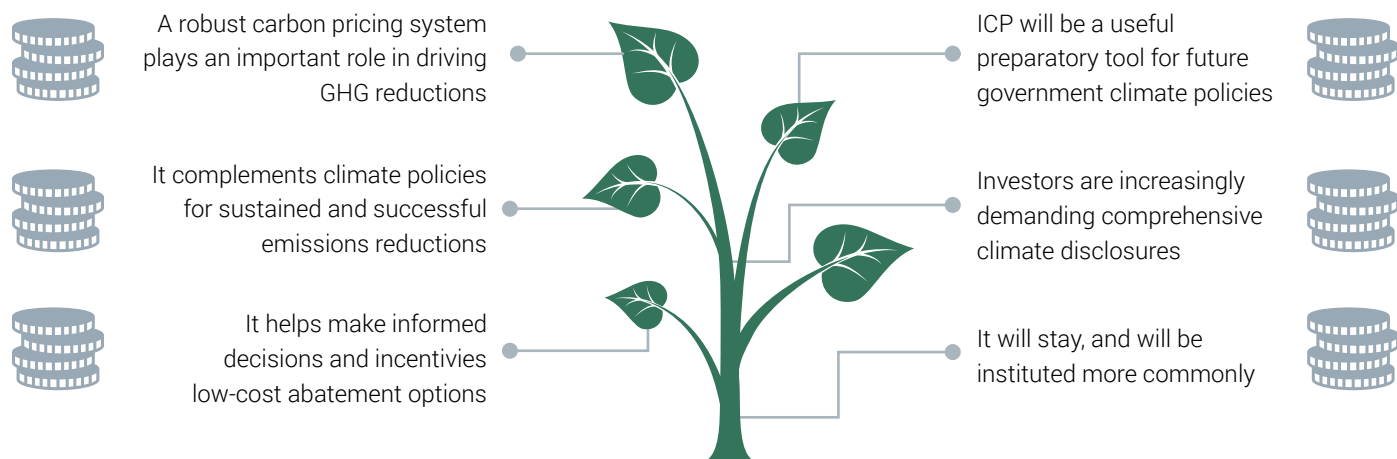 A robust carbon pricing system
plays an important role in driving
GHG reductions
It complements climate policies
for sustained and successful
emissions reductions
It helps make informed
decisions and incentivies
low-cost abatement options
ICP will be a useful
preparatory tool for future
government climate policies
Investors are increasingly
demanding comprehensive
climate disclosures
It will stay, and will be
instituted more commonly